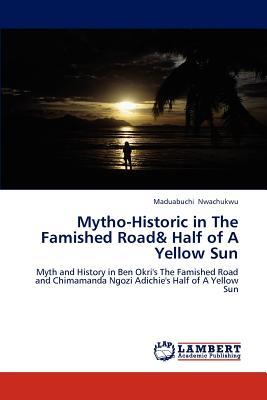 Maduabuchi Nwachukwu
Mytho-Historic in The
Famished Road& Half of A
Yellow Sun
Myth and History in Ben Okri's The Famished Road
and Chimamanda Ngozi Adichie's Half of A Yellow
Sun
LAP LAMBERT
Academic Publishing